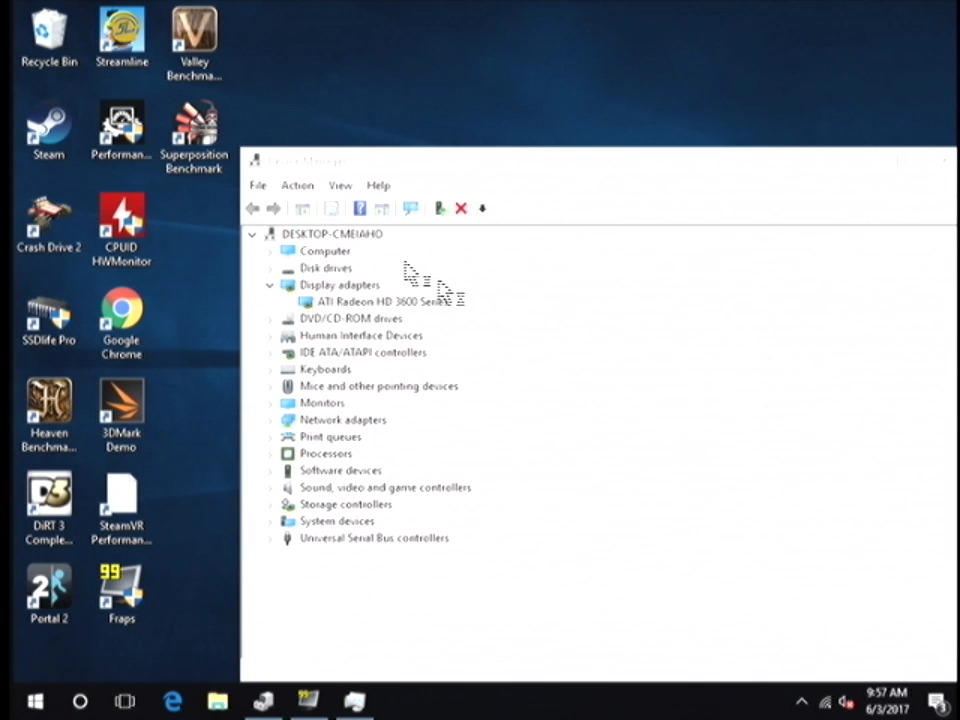 Recycle Bin
Streamline
Valley
Benchma...
Steam
Performan...
Superposition
Benchmark
Crash Drive 2
CPUID
HWMonitor
SSDlife Pro
Google
Chrome
Heaven
Benchma...
3DMark
Demo
DiRT 3
Comple...
SteamVR
Performan...
Portal 2
99
Fraps
File Action View Help
DESKTOP-CMEIAHO
Computer
Disk drives
Display adapters
ATI Radeon HD 3600 Series
DVD/CD-ROM drives
Human Interface Devices
IDE ATA/ATAPI controllers
Keyboards
Mice and other pointing devices
Monitors
Network adapters
Print queues
Processors
Software devices
Sound, video and game controllers
Storage controllers
System devices
Universal Serial Bus controllers
9:57 AM
6/3/2017
3